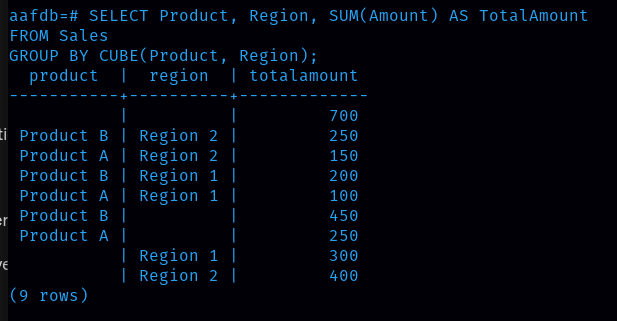 aafdb=# SELECT Product, Region, SUM(Amount) AS TotalAmount
FROM Sales
GROUP BY CUBE(Product, Region);
  product  |  region  | totalamount
-----------+----------+-------------
           |          |         700
 Product B | Region 2 |         250
 Product A | Region 2 |         150
 Product B | Region 1 |         200
 Product A | Region 1 |         100
 Product B |          |         450
 Product A |          |         250
           | Region 1 |         300
           | Region 2 |         400
(9 rows)